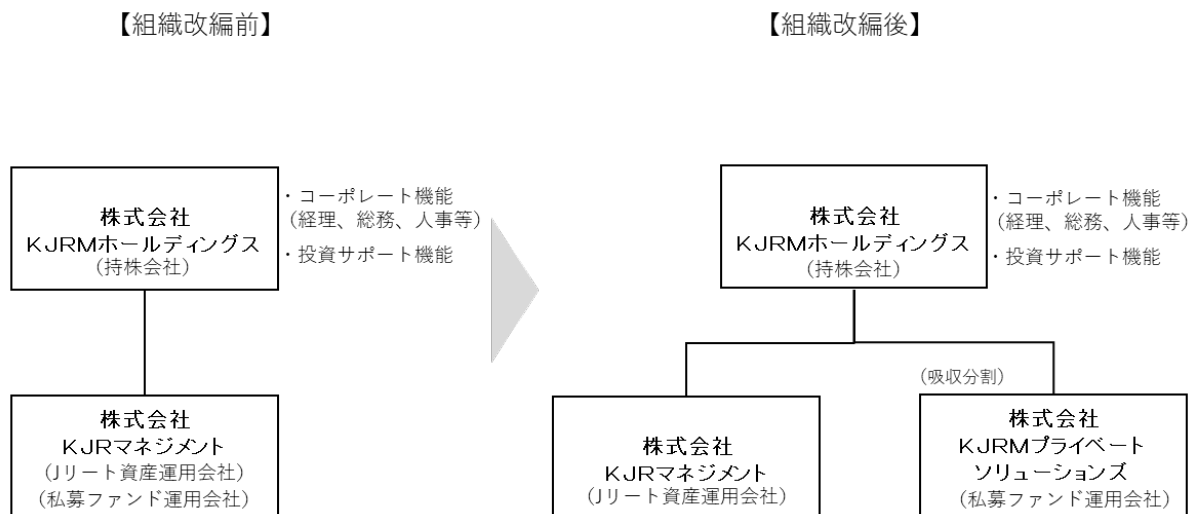 【組織改編前】
株式会社
KJRMホールディングス
(持株会社)
・コーポレート機能
(経理、総務、人事等)
・投資サポート機能
株式会社
KJRマネジメント
(Jリート資産運用会社)
(私募ファンド運用会社)
【組織改編後】
株式会社
KJRMホールディングス
(持株会社)
・コーポレート機能
(経理、総務、人事等)
・投資サポート機能
株式会社
KJRマネジメント
(Jリート資産運用会社)
(吸収分割)
株式会社
KJRMプライベート
ソリューションズ
(私募ファンド運用会社)